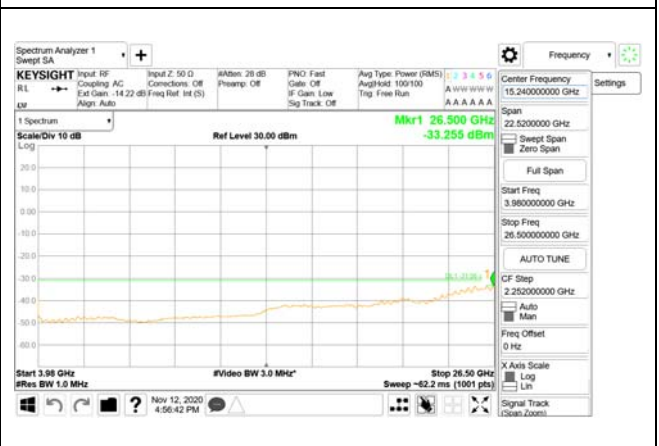 Spectrum Analyzer 1
Swept SA
Frequency
KEYSIGHT
RL
Input: RF
Coupling: AC
Ext Gain: -14.22 dB
Align: Auto
Input Z: 50 Ω
Corrections: Off
Freq Ref: Int (S)
#Atten: 28 dB
Preamp: Off
PNO: Fast
Gate: Off
IF Gain: Low
Sig Track: Off
Avg Type: Power (RMS)
Avg|Hold: 100/100
Trig: Free Run
1 2 3 4 5 6
A W W W W W
A A A A A A
1 Spectrum
Scale/Div 10 dB
Log
Ref Level 30.00 dBm
Mkr1 26.500 GHz
-33.255 dBm
20.0
10.0
0.00
-10.0
-20.0
-30.0
-40.0
-50.0
-60.0
1
Start 3.98 GHz
#Res BW 1.0 MHz
#Video BW 3.0 MHz*
Stop 26.50 GHz
Sweep ~62.2 ms (1001 pts)
Nov 12, 2020
4:56:42 PM
Center Frequency
15.240000000 GHz
Settings
Span
22.5200000 GHz
Swept Span
Zero Span
Full Span
Start Freq
3.980000000 GHz
Stop Freq
26.500000000 GHz
AUTO TUNE
CF Step
2.252000000 GHz
Auto
Man
Freq Offset
0 Hz
X Axis Scale
Log
Lin
Signal Track
(Span Zoom)